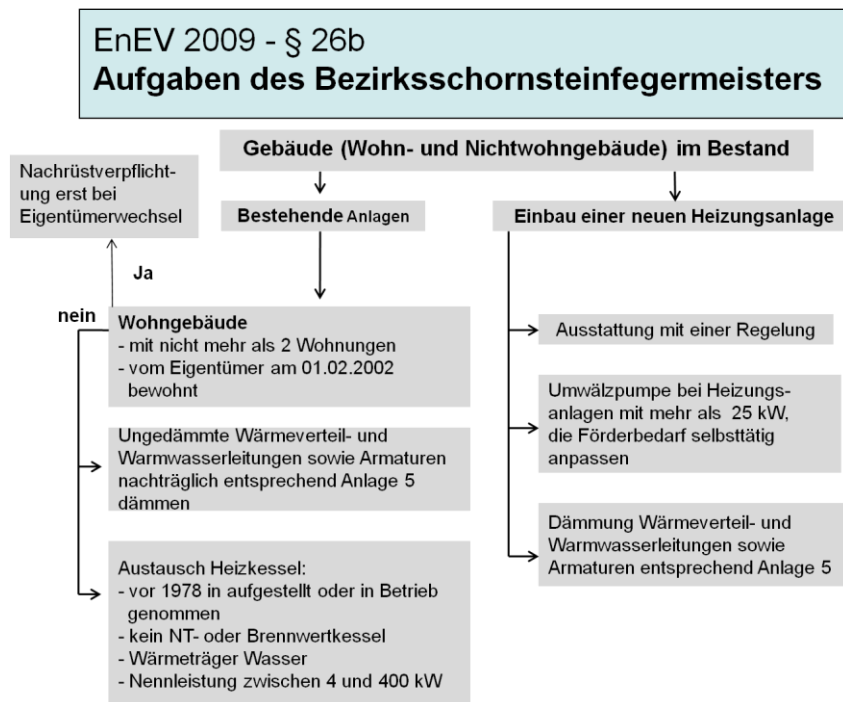 EnEV 2009 - § 26b
Aufgaben des Bezirksschornsteinfegermeisters
Gebäude (Wohn- und Nichtwohngebäude) im Bestand
Nachrüstverpflicht-
ung erst bei
Eigentümerwechsel
Bestehende Anlagen
Einbau einer neuen Heizungsanlage
Ja
nein
Wohngebäude
- mit nicht mehr als 2 Wohnungen
- vom Eigentümer am 01.02.2002
bewohnt
Ungedämmte Wärmeverteil- und
Warmwasserleitungen sowie Armaturen
nachträglich entsprechend Anlage 5
dämmen
Austausch Heizkessel:
- vor 1978 in aufgestellt oder in Betrieb
genommen
- kein NT- oder Brennwertkessel
- Wärmeträger Wasser
- Nennleistung zwischen 4 und 400 kW
Ausstattung mit einer Regelung
Umwälzpumpe bei Heizungs-
anlagen mit mehr als 25 kW,
die Förderbedarf selbsttätig
anpassen
Dämmung Wärmeverteil- und
Warmwasserleitungen sowie
Armaturen entsprechend Anlage 5